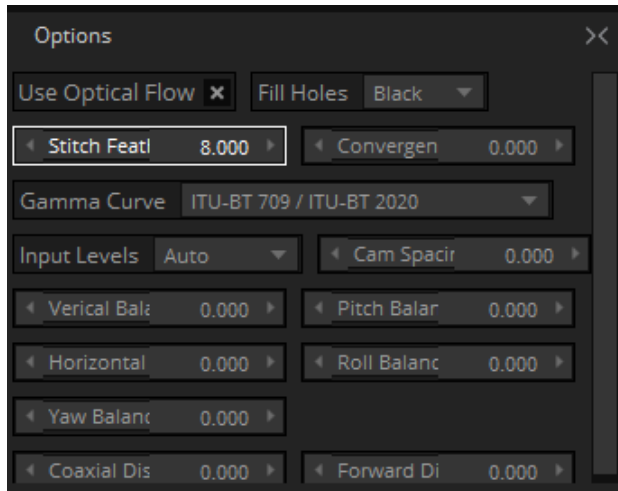 Options
Use Optical Flow Fill Holes Black
Stitch Featl 8.000 Convergen 0.000
Gamma Curve ITU-BT 709 / ITU-BT 2020
Input Levels Auto Cam Spacir 0.000
Verical Bala 0.000 Pitch Balar 0.000
Horizontal 0.000 Roll Balanc 0.000
Yaw Balanc 0.000
Coaxial Dis 0.000 Forward Di 0.000